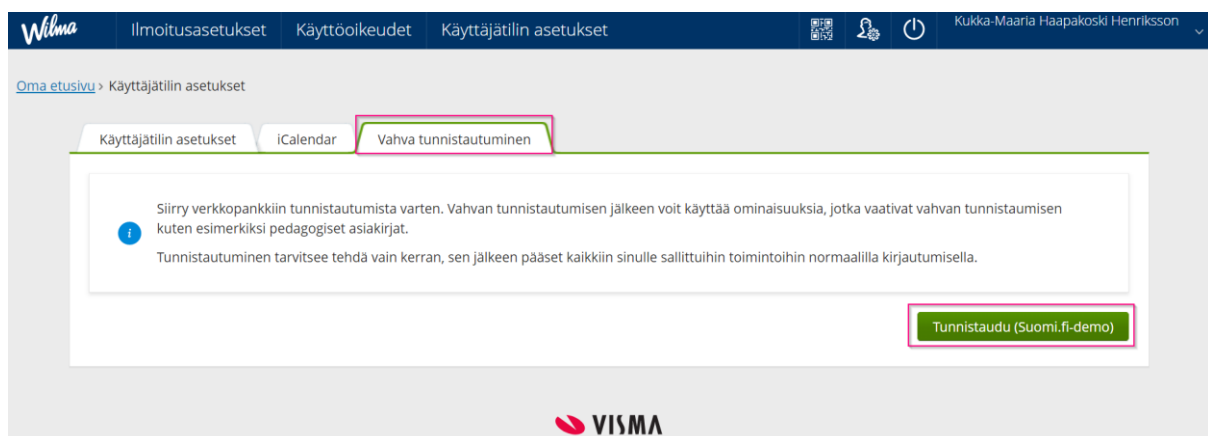 Wilma Ilmoitusasetukset Käyttöoikeudet Käyttäjätilin asetukset Kukka-Maaria Haapakoski Henriksson
Oma etusivu > Käyttäjätilin asetukset
Käyttäjätilin asetukset iCalendar Vahva tunnistautuminen
Siirry verkkopankkiin tunnistautumista varten. Vahvan tunnistautumisen jälkeen voit käyttää ominaisuuksia, jotka vaativat vahvan tunnistaumisen
kuten esimerkiksi pedagogiset asiakirjat.
Tunnistautuminen tarvitsee tehdä vain kerran, sen jälkeen pääset kaikkiin sinulle sallittuihin toimintoihin normaalilla kirjautumisella.
Tunnistaudu (Suomi.fi-demo)
VISMA